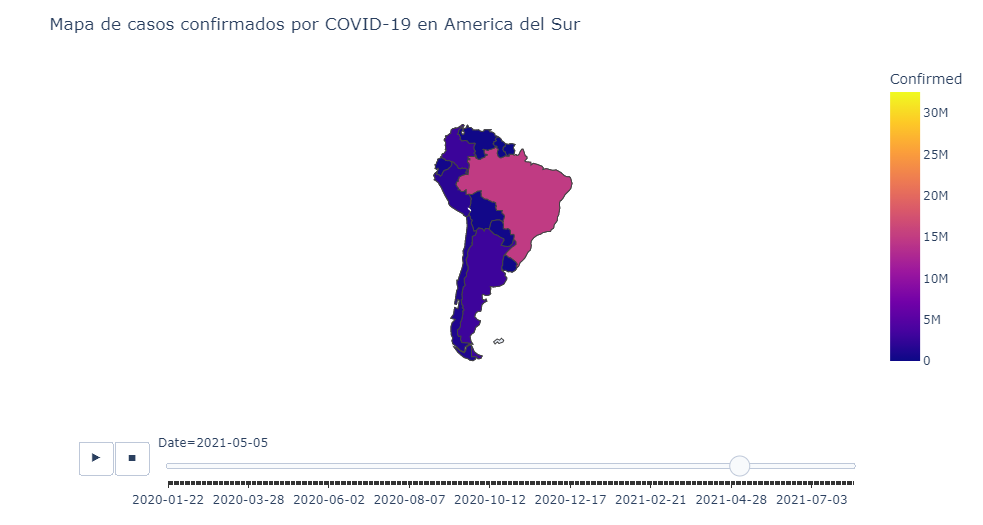 Mapa de casos confirmados por COVID-19 en America del Sur
Confirmed
30M
25M
20M
15M
10M
5M
0
Date=2021-05-05
2020-01-22 2020-03-28 2020-06-02 2020-08-07 2020-10-12 2020-12-17 2021-02-21 2021-04-28 2021-07-03